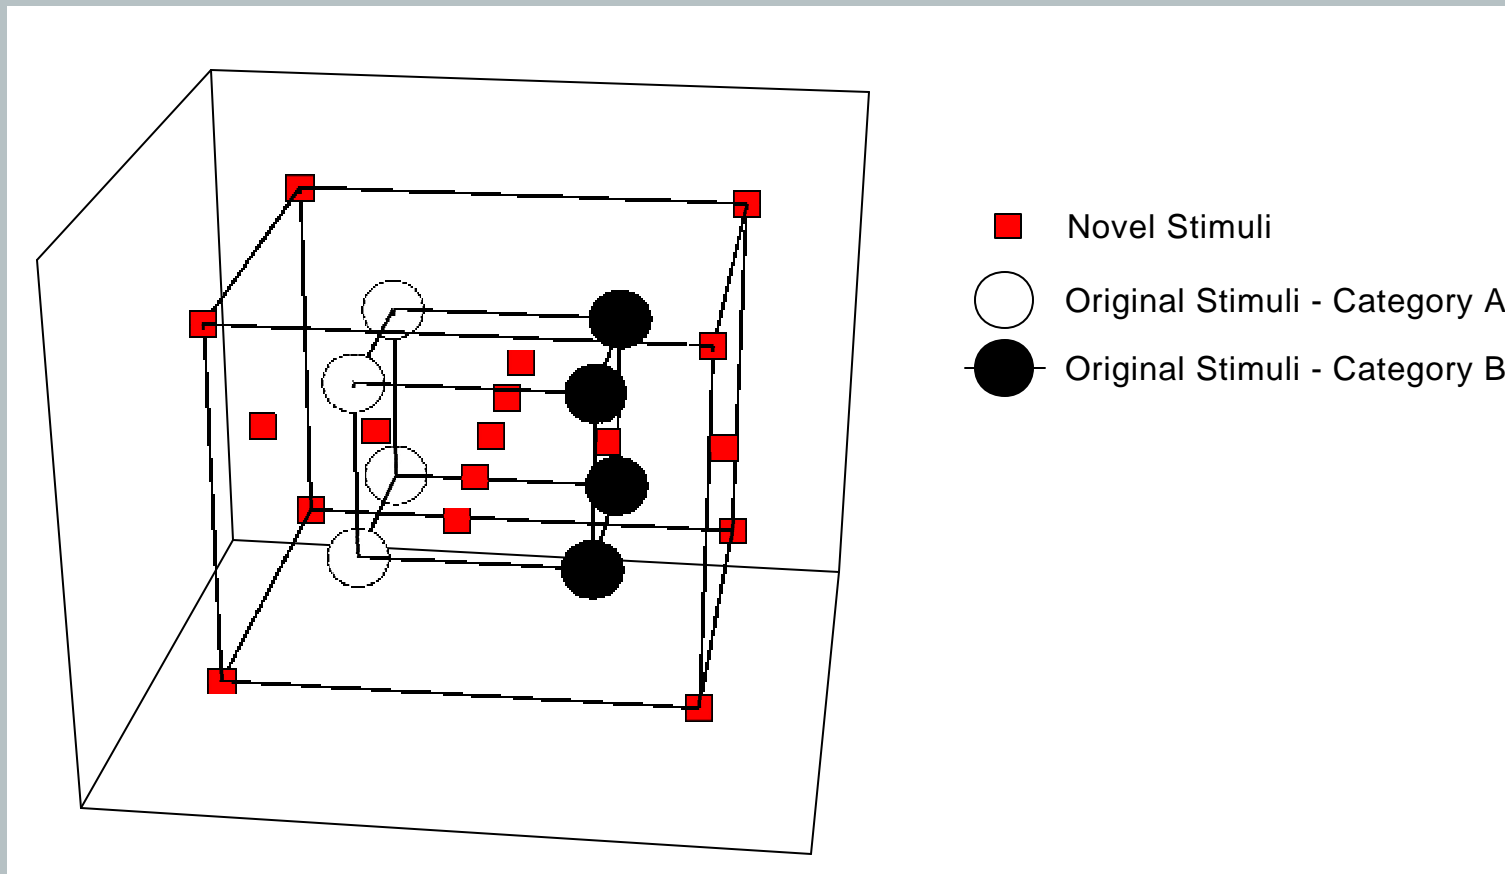 Novel Stimuli
Original Stimuli - Category A
Original Stimuli - Category B